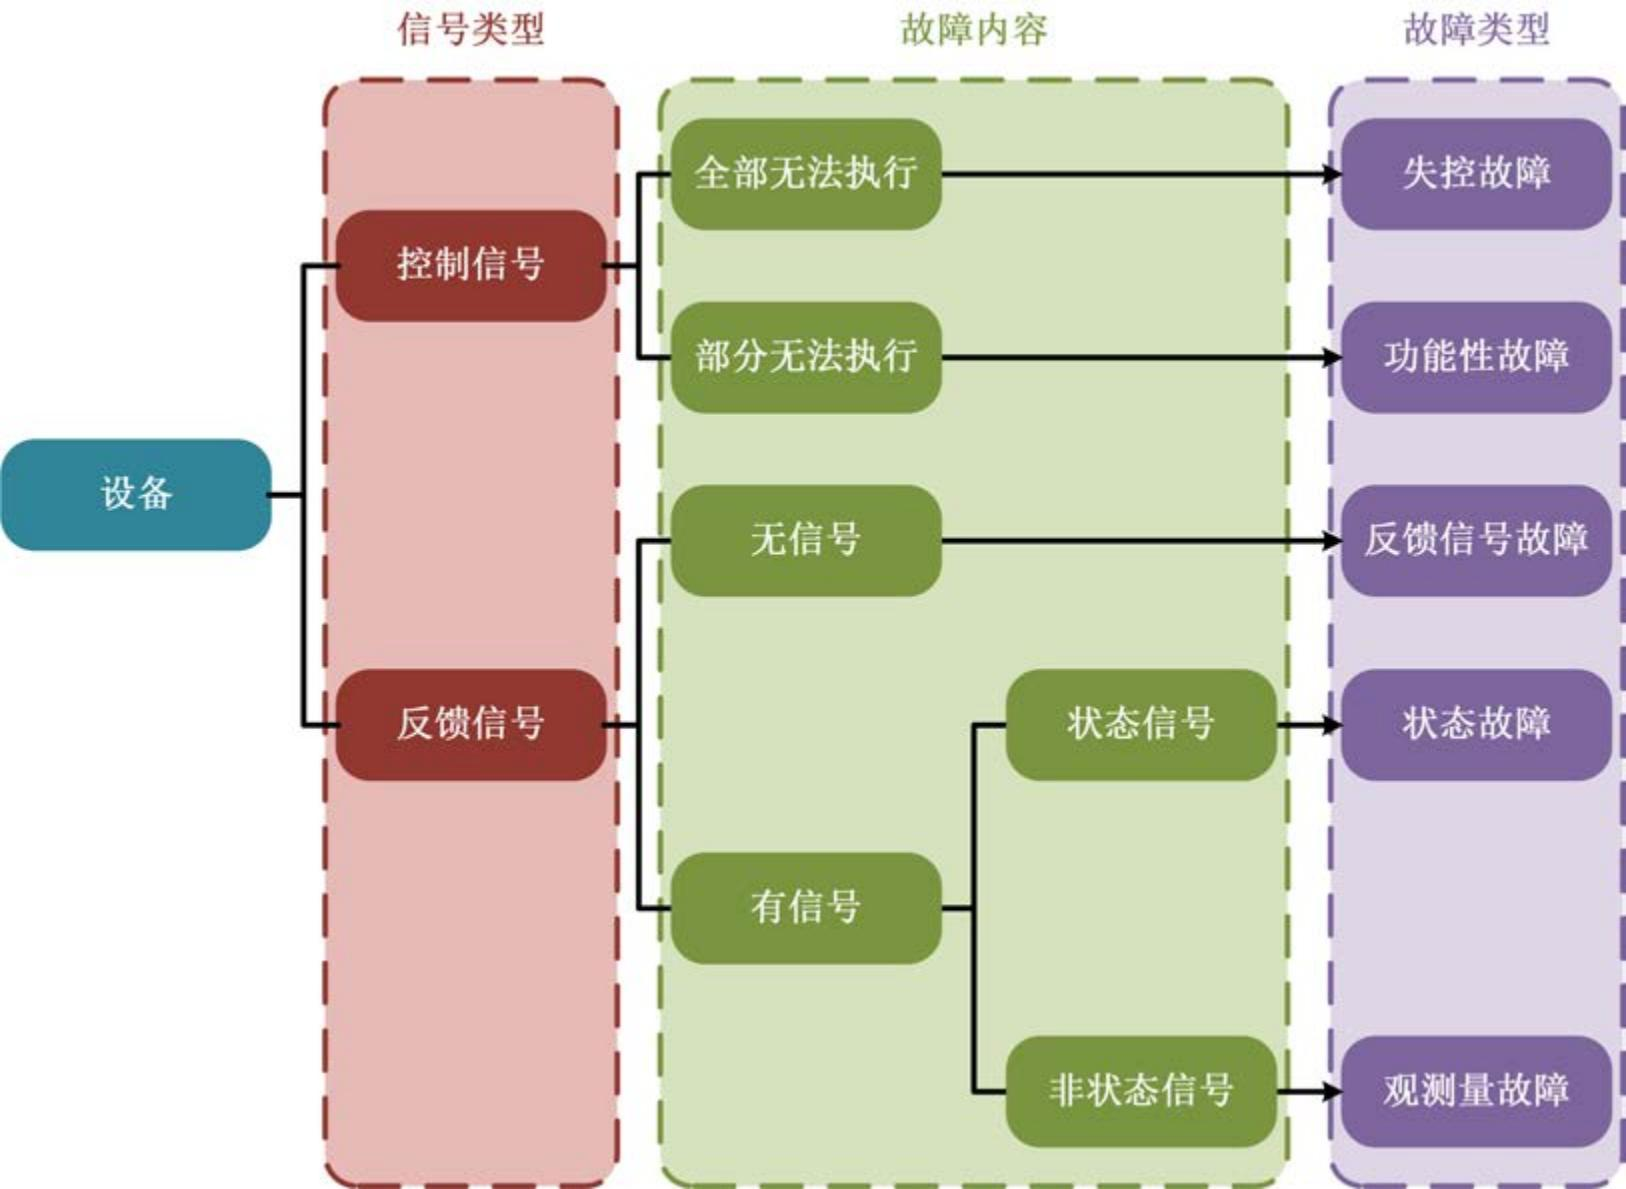 信号类型
故障内容
故障类型
全部无法执行
失控故障
控制信号
部分无法执行
功能性故障
设备
无信号
反馈信号故障
反馈信号
状态信号
状态故障
有信号
非状态信号
观测量故障